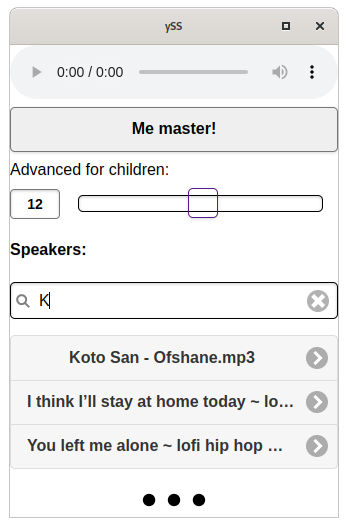 ySS
0:00 / 0:00
Me master!
Advanced for children:
12
Speakers:
K
Koto San - Ofshane.mp3
I think I’ll stay at home today ~ lo…
You left me alone ~ lofi hip hop …